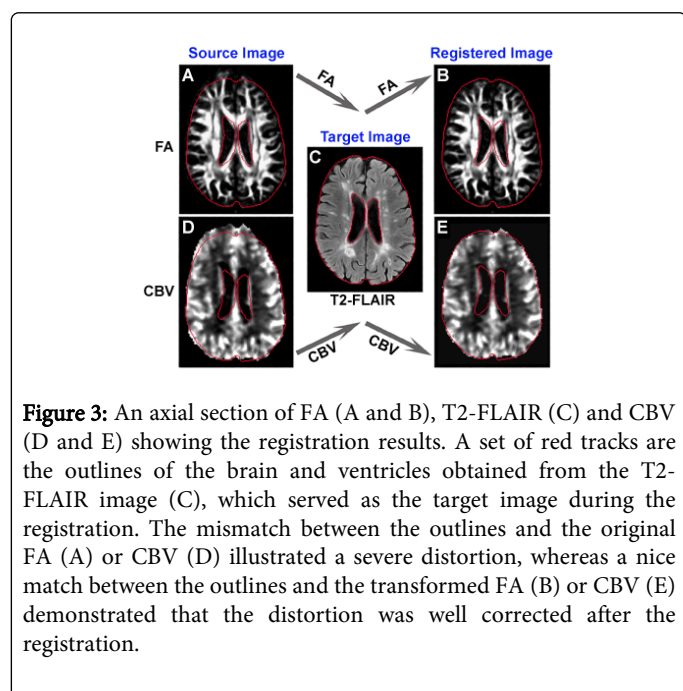 Source Image
Registered Image
A
FA
FA
B
FA
Target Image
C
D
E
CBV
T2-FLAIR
CBV
CBV
Figure 3: An axial section of FA (A and B), T2-FLAIR (C) and CBV
(D and E) showing the registration results. A set of red tracks are
the outlines of the brain and ventricles obtained from the T2-
FLAIR image (C), which served as the target image during the
registration. The mismatch between the outlines and the original
FA (A) or CBV (D) illustrated a severe distortion, whereas a nice
match between the outlines and the transformed FA (B) or CBV (E)
demonstrated that the distortion was well corrected after the
registration.